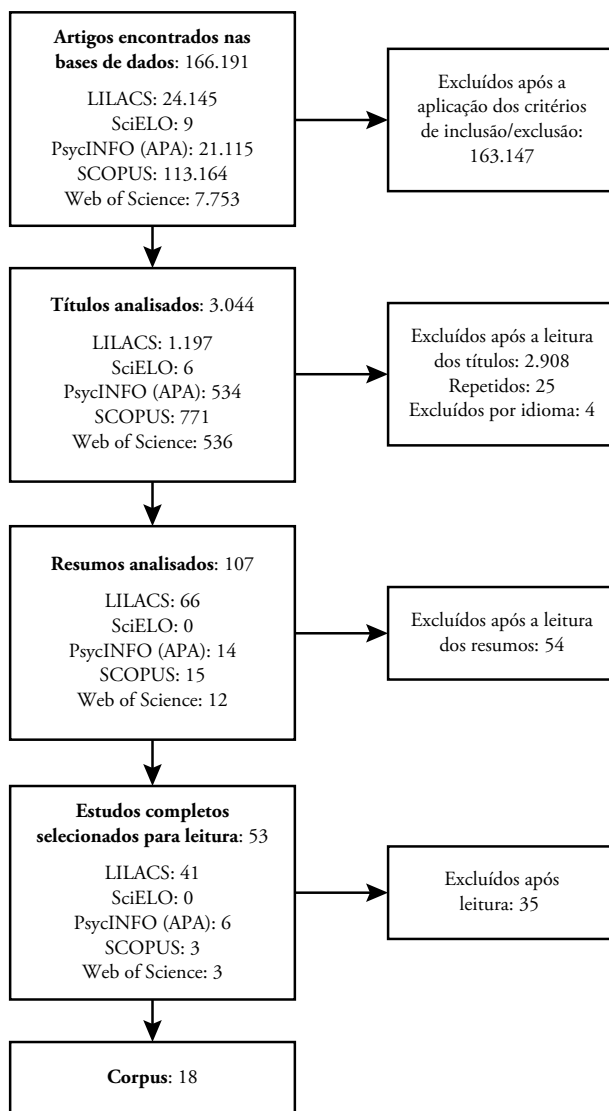 Artigos encontrados nas
bases de dados: 166.191
LILACS: 24.145
SciELO: 9
PsycINFO (APA): 21.115
SCOPUS: 113.164
Web of Science: 7.753
Excluídos após a
aplicação dos critérios
de inclusão/exclusão:
163.147
Títulos analisados: 3.044
LILACS: 1.197
SciELO: 6
PsycINFO (APA): 534
SCOPUS: 771
Web of Science: 536
Excluídos após a leitura
dos títulos: 2.908
Repetidos: 25
Excluídos por idioma: 4
Resumos analisados: 107
LILACS: 66
SciELO: 0
PsycINFO (APA): 14
SCOPUS: 15
Web of Science: 12
Excluídos após a leitura
dos resumos: 54
Estudos completos
selecionados para leitura: 53
LILACS: 41
SciELO: 0
PsycINFO (APA): 6
SCOPUS: 3
Web of Science: 3
Excluídos após
leitura: 35
Corpus: 18